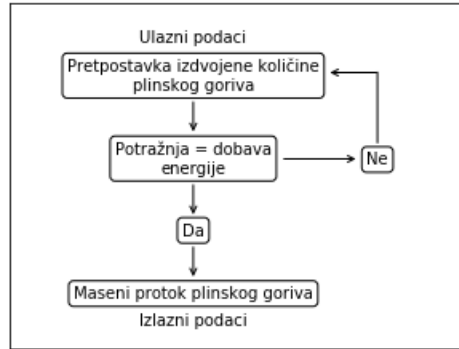 Ulazni podaci
Pretpostavka izdvojene količine
plinskog goriva
Potražnja = dobava
energije
Ne
Da
Maseni protok plinskog goriva
Izlazni podaci